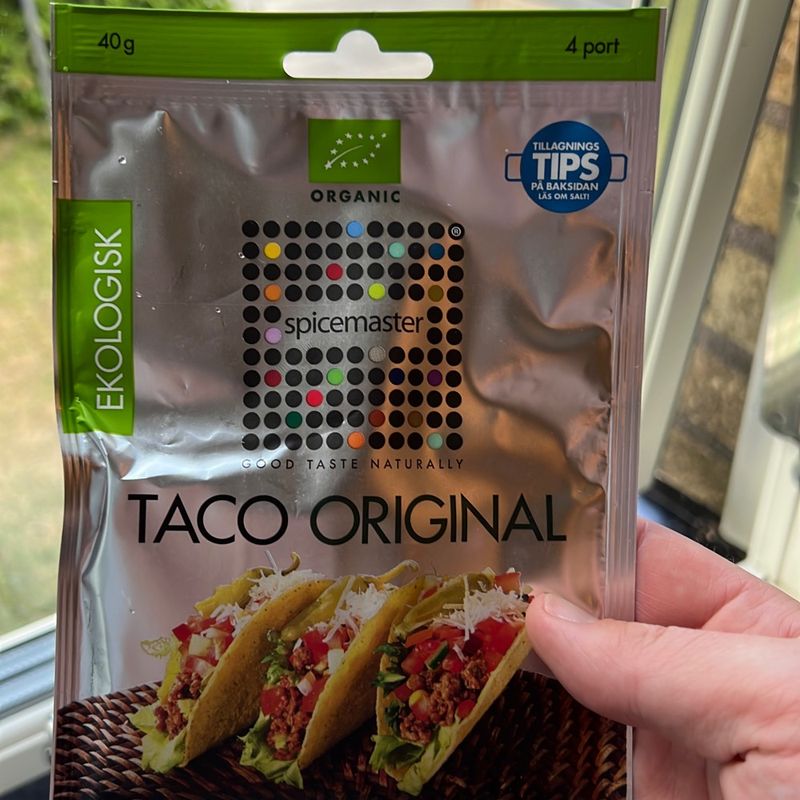 40g
4 port
ORGANIC
TILLAGNINGS
TIPS
PÅ BAKSIDAN
LÄS OM SALT!
EKOLOGISK
®
spicemaster
GOOD TASTE NATURALLY
TACO ORIGINAL